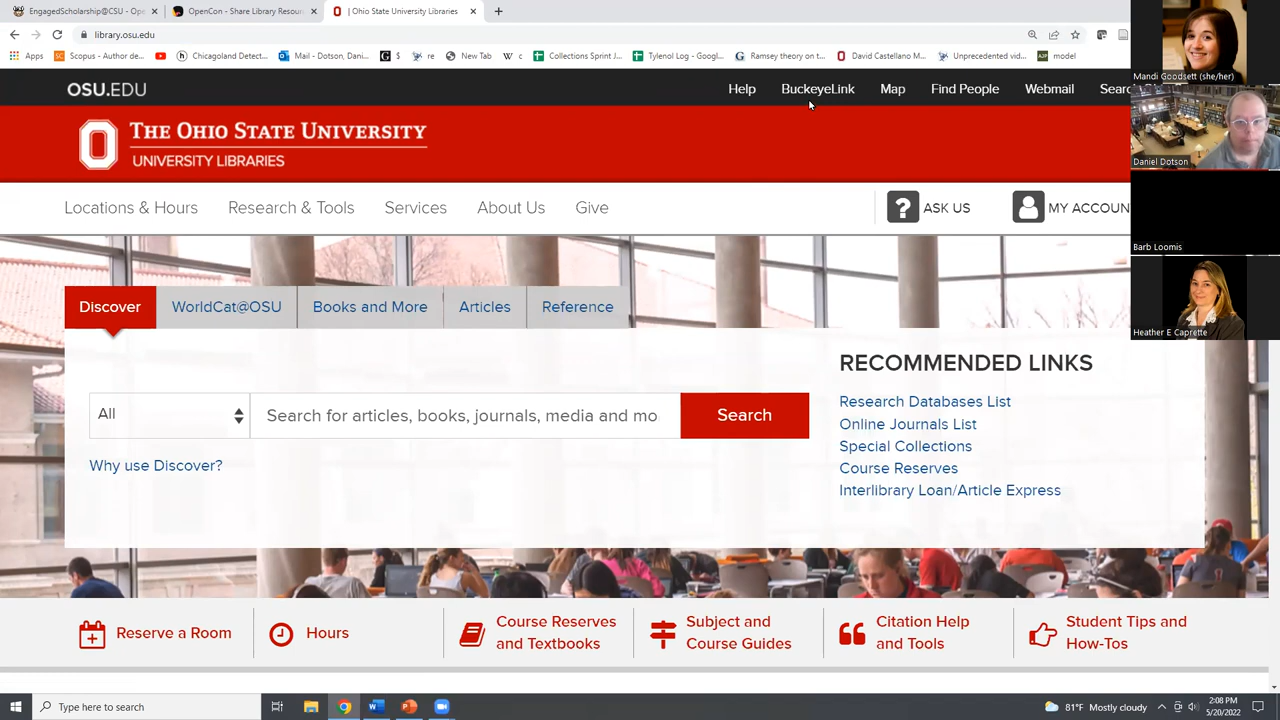 EngagedScholarship@CSU - Ope
OpenCon - Share Library Resour
| Ohio State University Libraries
library.osu.edu
Apps
Scopus - Author de...
Chicagoland Detect...
Mail - Dotson, Dani...
$
re
New Tab
C
Collections Sprint J...
Tylenol - Googl...
Ramsey theory on t...
David Castellano M...
Unprecedented vid...
model
OSU.EDU
Help
BuckeyeLink
Map
Find People
Webmail
Searc
Mandi Goodsett (she/her)
THE OHIO STATE UNIVERSITY
UNIVERSITY LIBRARIES
Daniel Dotson
Locations & Hours
Research & Tools
Services
About Us
Give
? ASK US
MY ACCOUN
Barb Loomis
Discover
WorldCat@OSU
Books and More
Articles
Reference
Heather E Caprette
RECOMMENDED LINKS
All
Search for articles, books, journals, media and mo
Search
Why use Discover?
Research Databases List
Online Journals List
Special Collections
Course Reserves
Interlibrary Loan/Article Express
Reserve a Room
Hours
Course Reserves
and Textbooks
Subject and
Course Guides
Citation Help
and Tools
Student Tips and
How-Tos
Type here to search
81°F Mostly cloudy
2:08 PM
5/20/2022